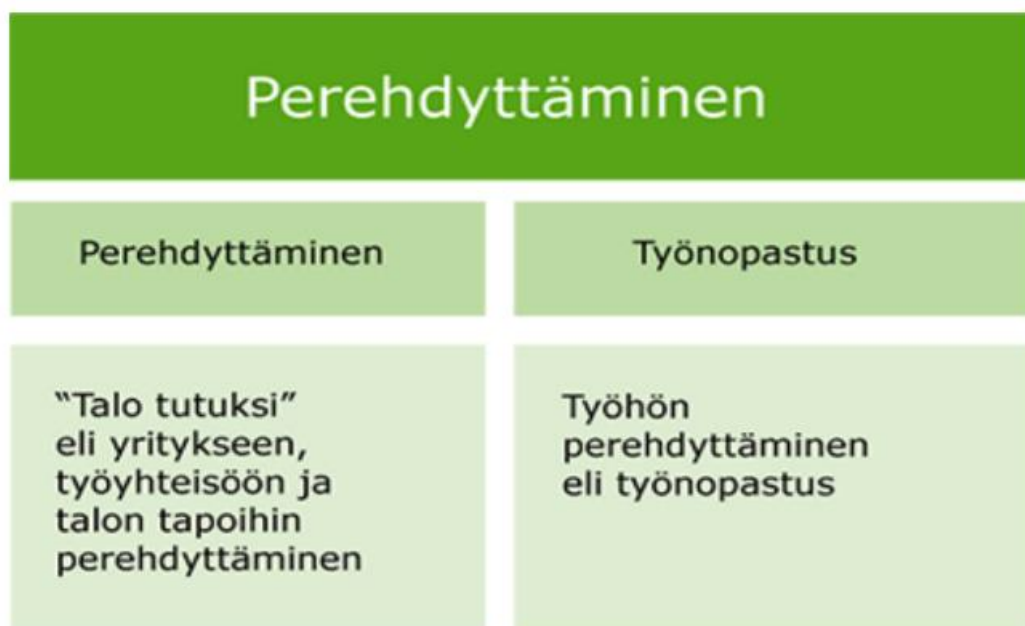 Perehdyttäminen
Perehdyttäminen
Työnopastus
“Talo tutuksi”
eli yritykseen,
työyhteisöön ja
talon tapoihin
perehdyttäminen
Työhön
perehdyttäminen
eli työnopastus